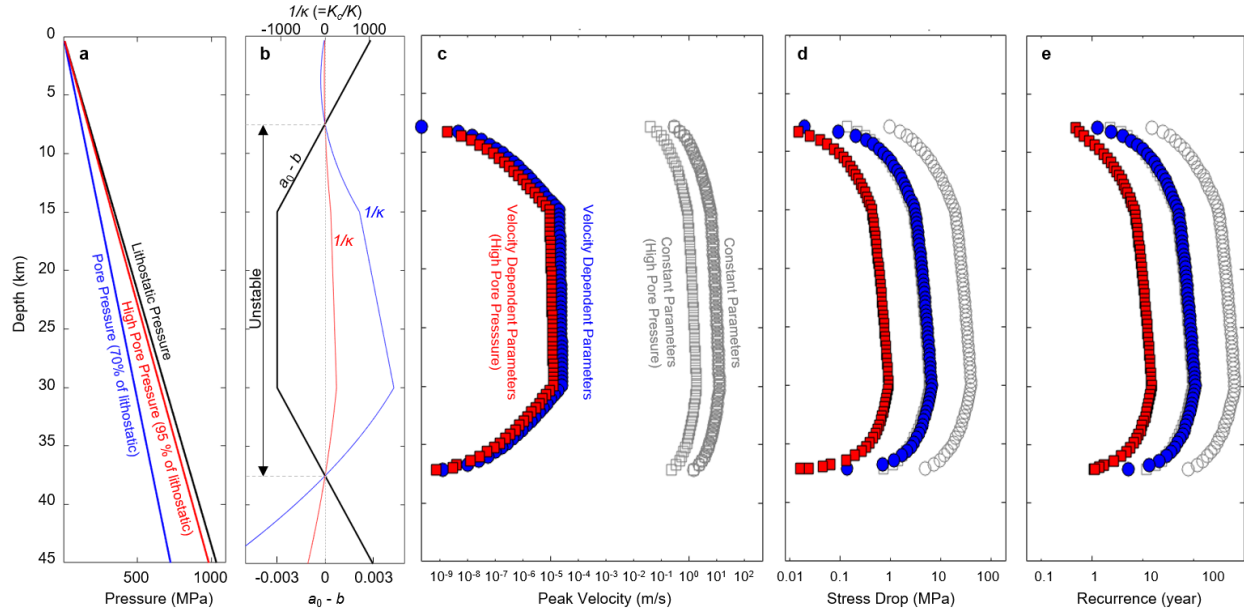 1/κ (=Kc/K)
-1000 0 1000
0
5
10
15
20
25
30
35
40
45
Depth (km)
a
Lithostatic Pressure
High Pore Pressure (95 % of lithostatic)
Pore Pressure (70% of lithostatic)
500 1000
Pressure (MPa)
b
Unstable
a0 - b
1/κ
1/κ
-0.003 0 0.003
a0 - b
c
Velocity Dependent Parameters
(High Pore Presssure)
Velocity Dependent Parameters
Constant Parameters
(High Pore Pressure)
Constant Parameters
10-9 10-8 10-7 10-6 10-5 10-4 10-3 10-2 10-1 100 101 102
Peak Velocity (m/s)
d
0.01 0.1 1 10 100
Stress Drop (MPa)
e
0.1 1 10 100
Recurrence (year)